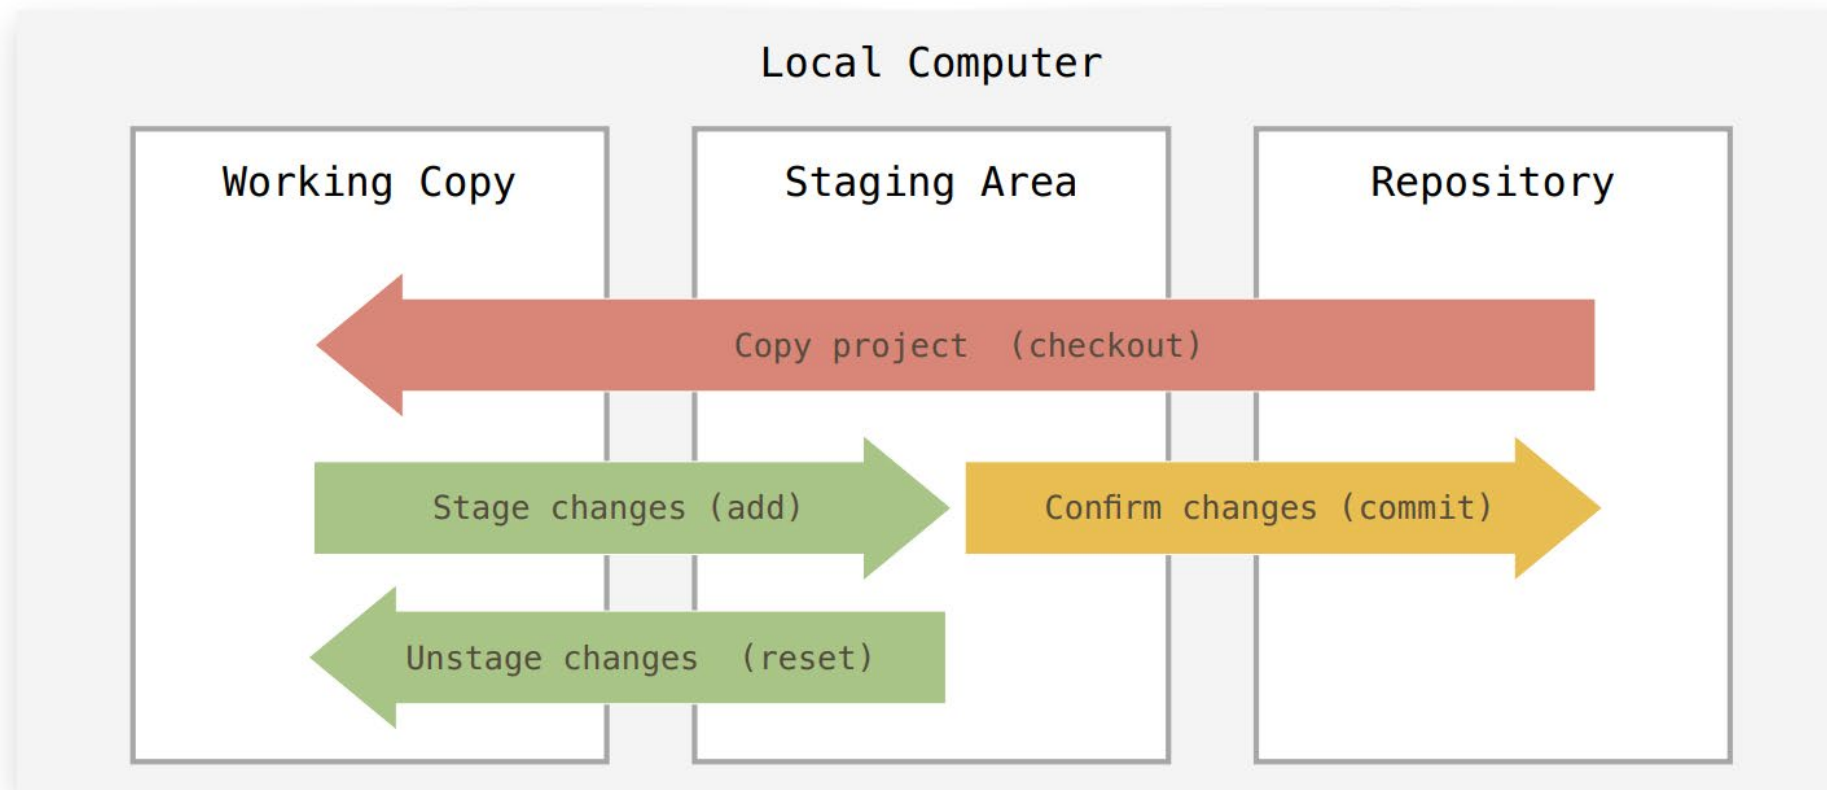 Local Computer
Working Copy
Staging Area
Repository
Copy project (checkout)
Stage changes (add)
Confirm changes (commit)
Unstage changes (reset)